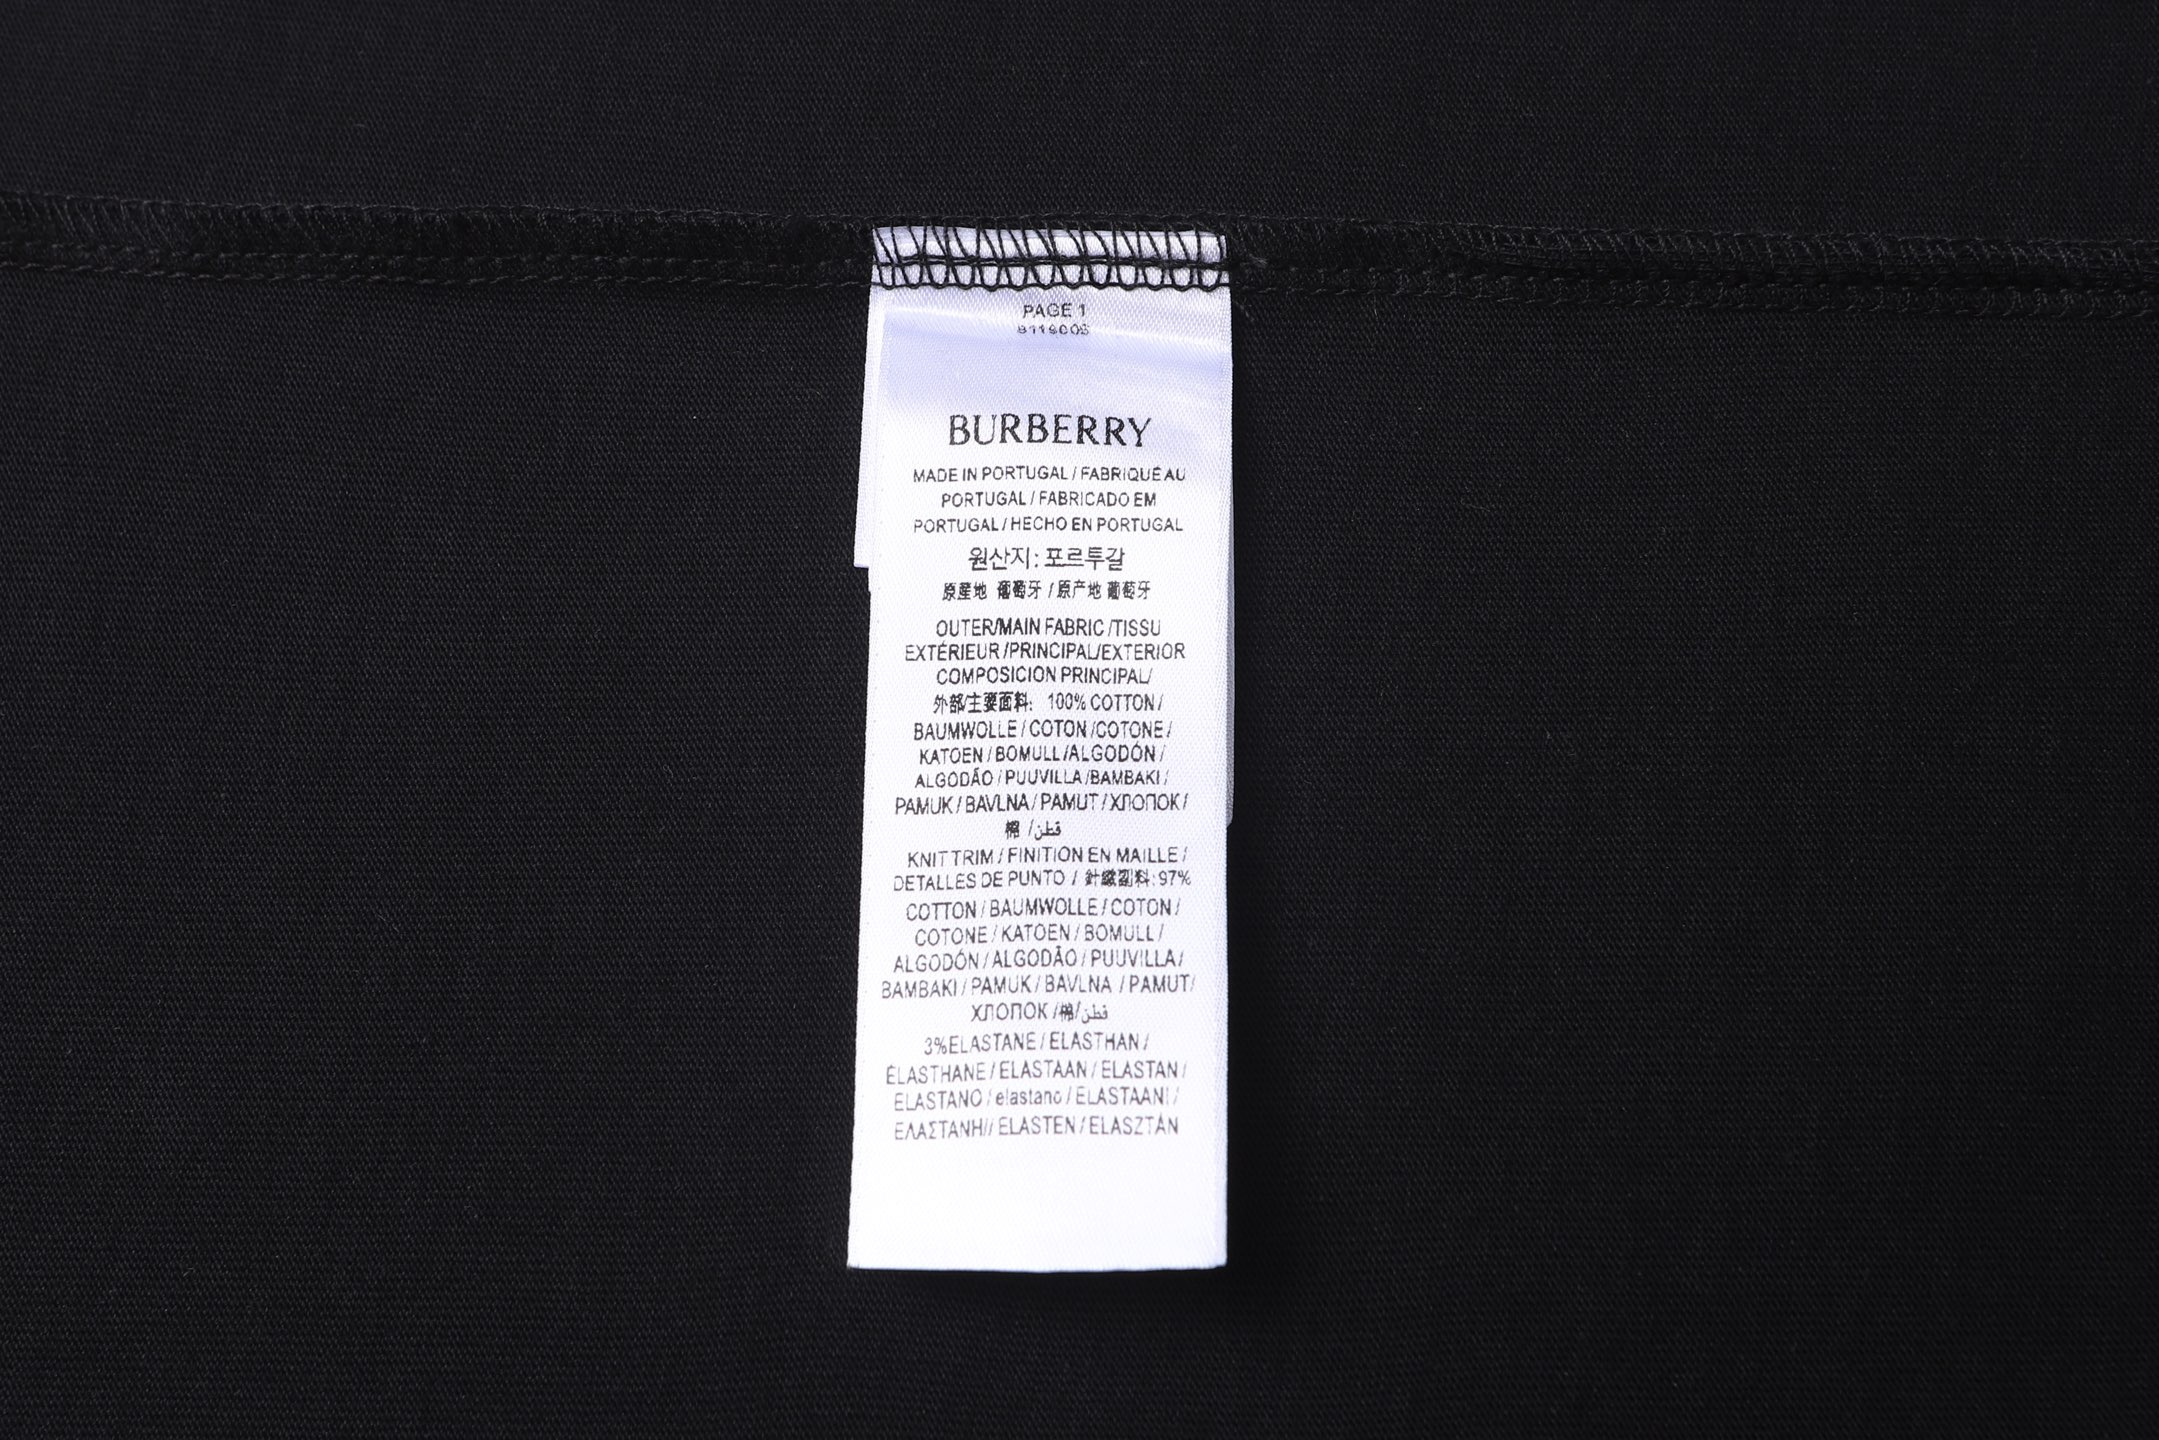 PAGE 1
BURBERRY
MADE IN PORTUGAL / FABRIQUÉ AU
PORTUGAL / FABRICADO EM
PORTUGAL / HECHO EN PORTUGAL
원산지: 포르투갈
原産地 葡萄牙 / 原产地 葡萄牙
OUTER/MAIN FABRIC /TISSU
EXTÉRIEUR /PRINCIPAL/EXTERIOR
COMPOSICION PRINCIPAL/
外部/主要面料: 100% COTTON /
BAUMWOLLE / COTON /COTONE /
KATOEN / BOMULL/ALGODÓN /
ALGODÃO / PUUVILLA /BAMBAKI /
PAMUK / BAVLNA / PAMUT / ХЛОПОК /
棉 /قطن
KNIT TRIM / FINITION EN MAILLE /
DETALLES DE PUNTO / 97%
COTTON / BAUMWOLLE / COTON /
COTONE / KATOEN / BOMULL /
ALGODÓN / ALGODÃO / PUUVILLA /
BAMBAKI / PAMUK / BAVLNA / PAMUT/
ХЛОПОК /棉/قطن
3%ELASTANE / ELASTHAN /
ÉLASTHANE / ELASTAAN / ELASTAN /
ELASTANO / elastano / ELASTAANI /
ΕΛΑΣΤΑΝΗ// ELASTEN / ELASZTÁN